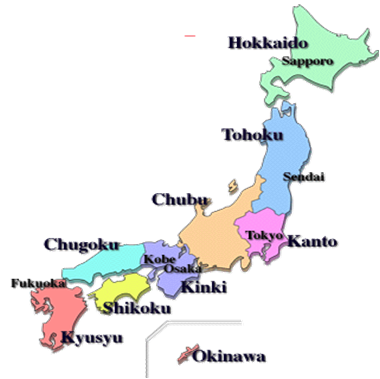 Hokkaido
Sapporo
Tohoku
Sendai
Chubu
Tokyo
Kanto
Chugoku
Kobe
Osaka
Kinki
Fukuoka
Shikoku
Kyusyu
Okinawa